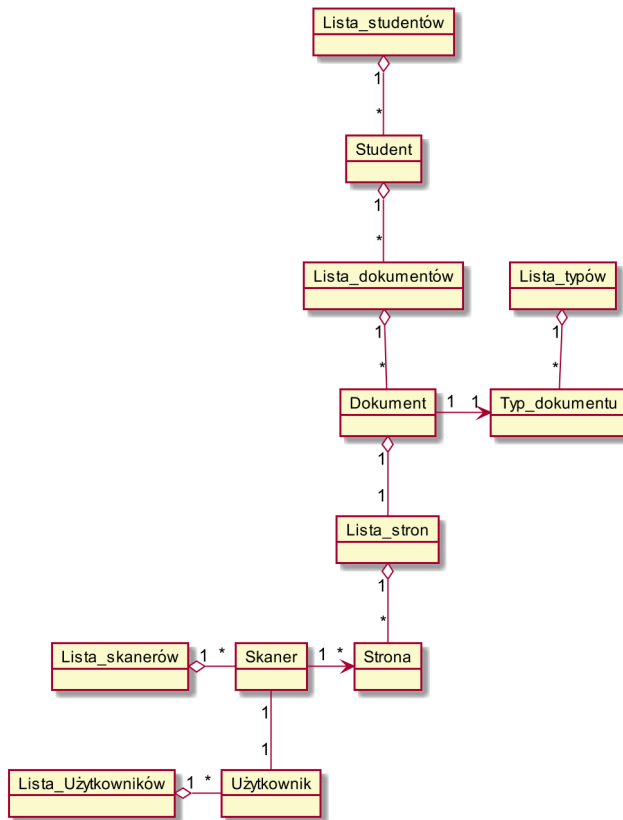 Lista_studentów
1
*
Student
1
*
Lista_dokumentów
Lista_typów
1
1
*
*
Dokument
1 1
Typ_dokumentu
1
1
Lista_stron
1
*
Lista_skanerów
1 *
Skaner
1 *
Strona
1
1
Lista_Użytkowników
1 *
Użytkownik